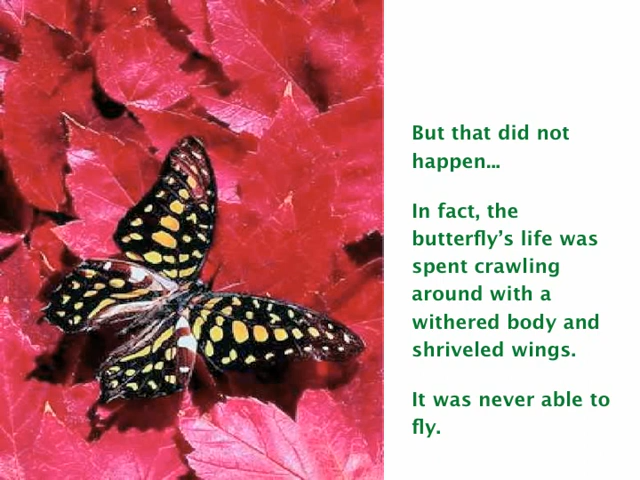 But that did not
happen...
In fact, the
butterfly’s life was
spent crawling
around with a
withered body and
shriveled wings.
It was never able to
fly.